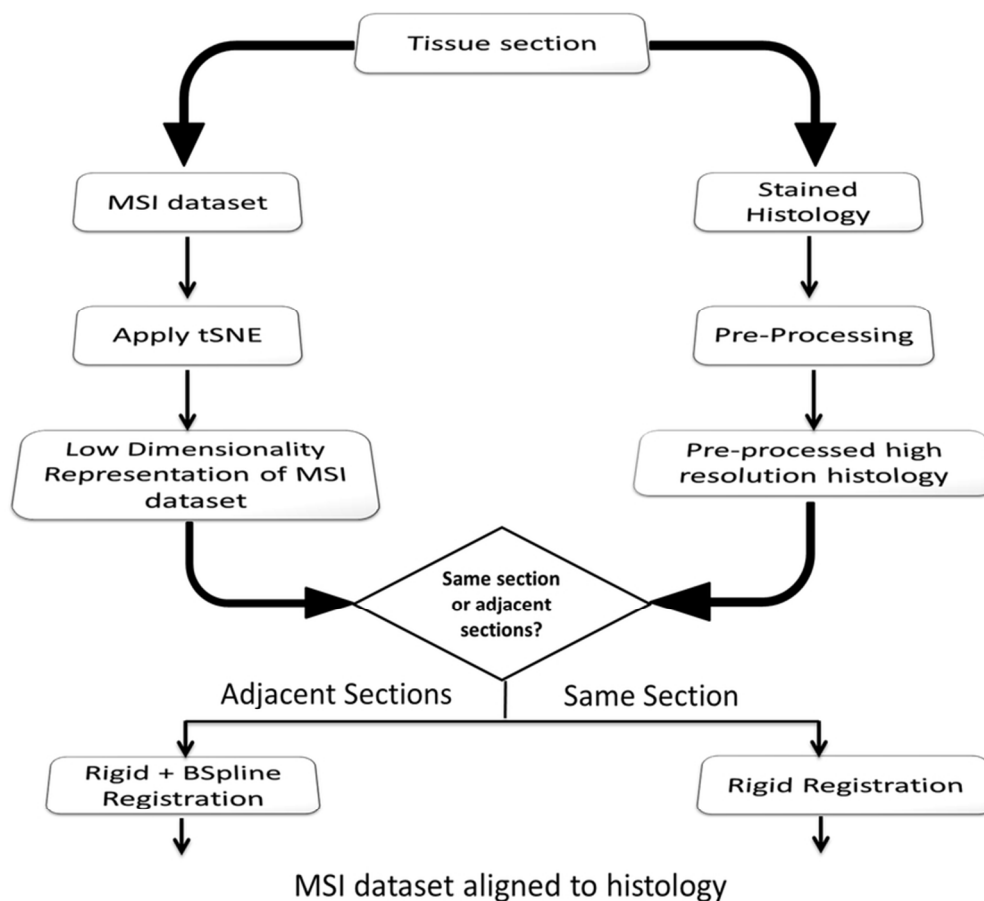 Tissue section
MSI dataset
Stained
Histology
Apply tSNE
Pre-Processing
Low Dimensionality
Representation of MSI
dataset
Pre-processed high
resolution histology
Same section
or adjacent
sections?
Adjacent Sections
Same Section
Rigid + BSpline
Registration
Rigid Registration
MSI dataset aligned to histology